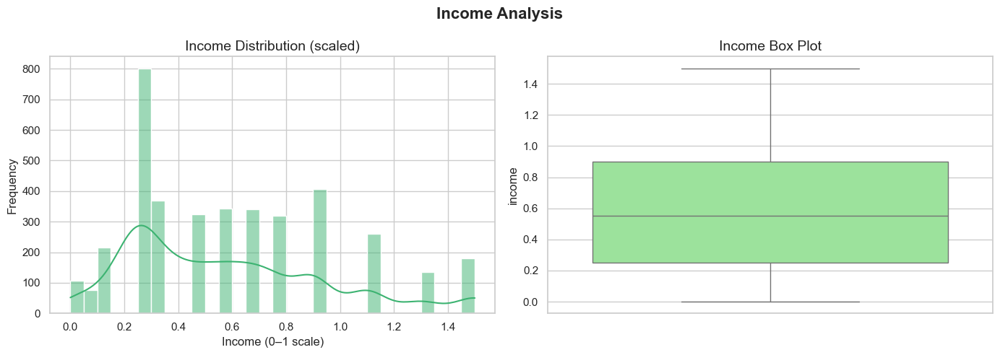 Income Analysis
Income Distribution (scaled)
800
700
600
500
400
300
200
100
0
Frequency
0.0 0.2 0.4 0.6 0.8 1.0 1.2 1.4
Income (0–1 scale)
Income Box Plot
1.4
1.2
1.0
0.8
0.6
0.4
0.2
0.0
income